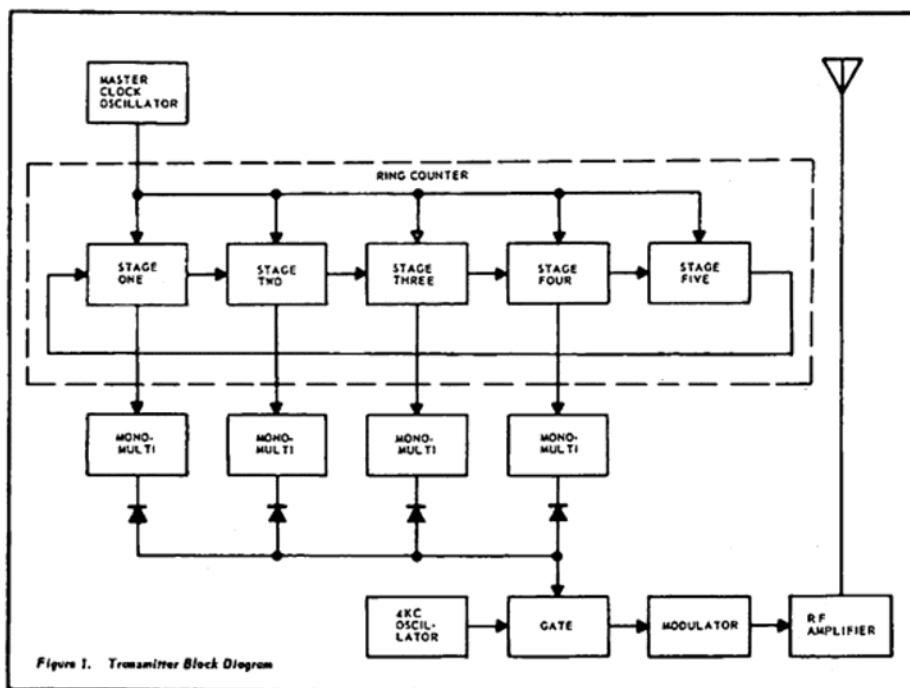 MASTER
CLOCK
OSCILLATOR
RING COUNTER
STAGE
ONE
STAGE
TWO
STAGE
THREE
STAGE
FOUR
STAGE
FIVE
MONO-
MULTI
MONO-
MULTI
MONO-
MULTI
MONO-
MULTI
4KC
OSCIL-
LATOR
GATE
MODULATOR
RF
AMPLIFIER
Figure 1. Transmitter Block Diagram